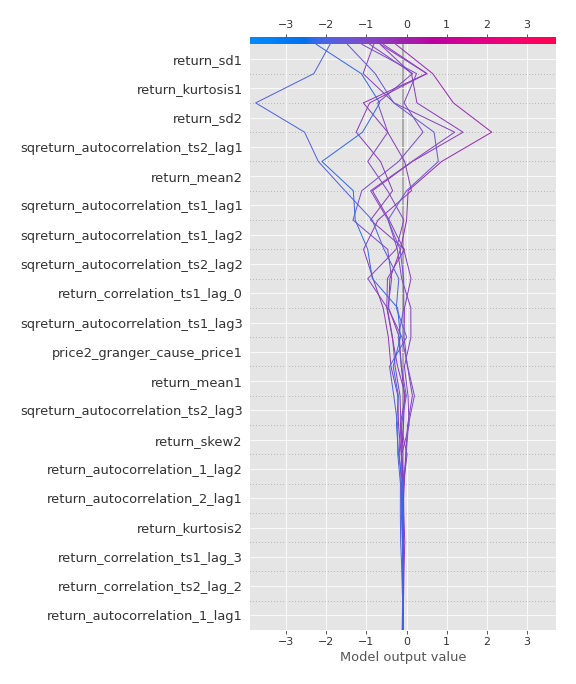 −3 −2 −1 0 1 2 3
return_sd1
return_kurtosis1
return_sd2
sqreturn_autocorrelation_ts2_lag1
return_mean2
sqreturn_autocorrelation_ts1_lag1
sqreturn_autocorrelation_ts1_lag2
sqreturn_autocorrelation_ts2_lag2
return_correlation_ts1_lag_0
sqreturn_autocorrelation_ts1_lag3
price2_granger_cause_price1
return_mean1
sqreturn_autocorrelation_ts2_lag3
return_skew2
return_autocorrelation_1_lag2
return_autocorrelation_2_lag1
return_kurtosis2
return_correlation_ts1_lag_3
return_correlation_ts2_lag_2
return_autocorrelation_1_lag1
−3 −2 −1 0 1 2 3
Model output value